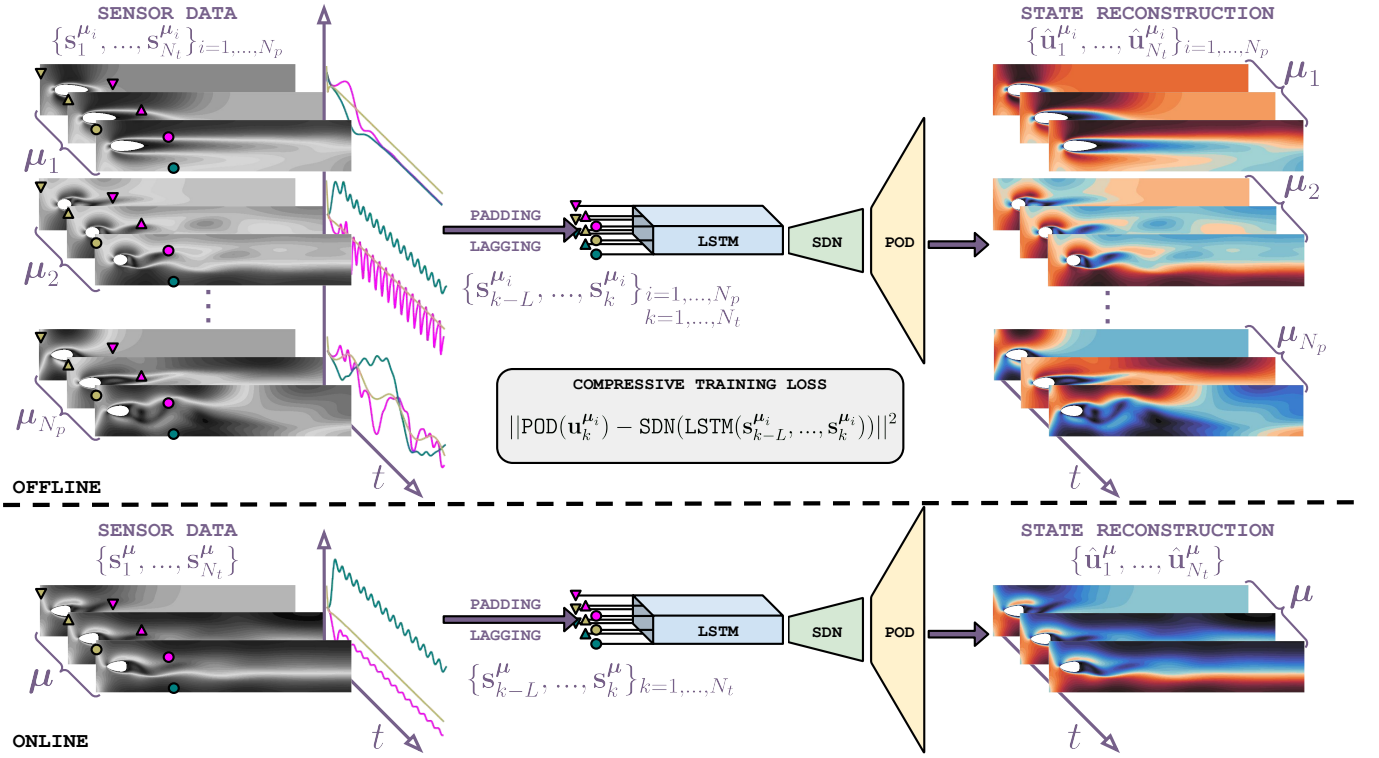 SENSOR DATA
{s_1^{μ_i}, ..., s_{N_t}^{μ_i}}_{i=1,...,N_p}
μ_1
μ_2
μ_{N_p}
t
PADDING
LAGGING
{s_{k-L}^{μ_i}, ..., s_k^{μ_i}}_{i=1,...,N_p
k=1,...,N_t}
LSTM
SDN
POD
COMPRESSIVE TRAINING LOSS
||POD(u_k^{μ_i}) − SDN(LSTM(s_{k-L}^{μ_i}, ..., s_k^{μ_i}))||^2
STATE RECONSTRUCTION
{û_1^{μ_i}, ..., û_{N_t}^{μ_i}}_{i=1,...,N_p}
μ_1
μ_2
μ_{N_p}
t
OFFLINE
SENSOR DATA
{s_1^μ, ..., s_{N_t}^μ}
μ
t
PADDING
LAGGING
{s_{k-L}^μ, ..., s_k^μ}_{k=1,...,N_t}
LSTM
SDN
POD
STATE RECONSTRUCTION
{û_1^μ, ..., û_{N_t}^μ}
μ
t
ONLINE